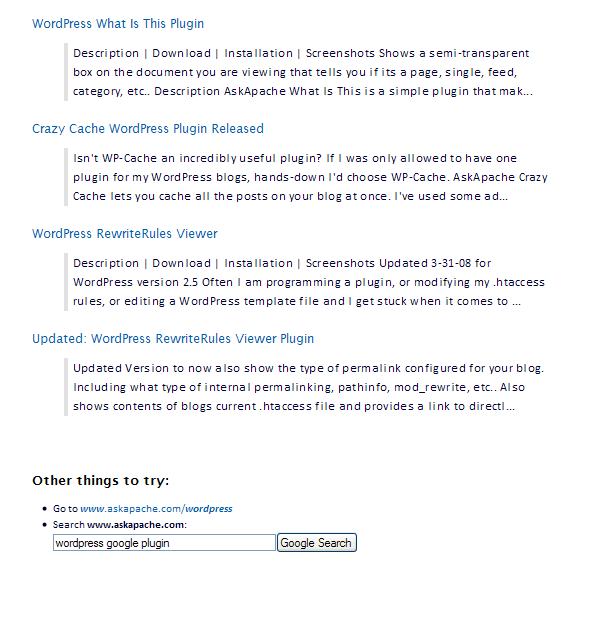 WordPress What Is This Plugin
Description | Download | Installation | Screenshots Shows a semi-transparent
box on the document you are viewing that tells you if its a page, single, feed,
category, etc.. Description AskApache What Is This is a simple plugin that mak...
Crazy Cache WordPress Plugin Released
Isn't WP-Cache an incredibly useful plugin? If I was only allowed to have one
plugin for my WordPress blogs, hands-down I'd choose WP-Cache. AskApache Crazy
Cache lets you cache all the posts on your blog at once. I've used some ad...
WordPress RewriteRules Viewer
Description | Download | Installation | Screenshots Updated 3-31-08 for
WordPress version 2.5 Often I am programming a plugin, or modifying my .htaccess
rules, or editing a WordPress template file and I get stuck when it comes to ...
Updated: WordPress RewriteRules Viewer Plugin
Updated Version to now also show the type of permalink configured for your blog.
Including what type of internal permalinking, pathinfo, mod_rewrite, etc.. Also
shows contents of blogs current .htaccess file and provides a link to directl...
Other things to try:
Go to www.askapache.com/wordpress
Search www.askapache.com:
wordpress google plugin Google Search